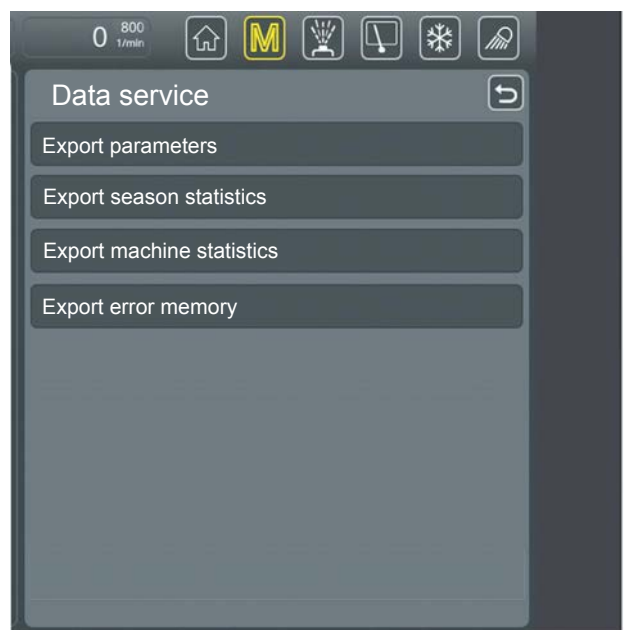 0 800
1/min
M
Data service
Export parameters
Export season statistics
Export machine statistics
Export error memory